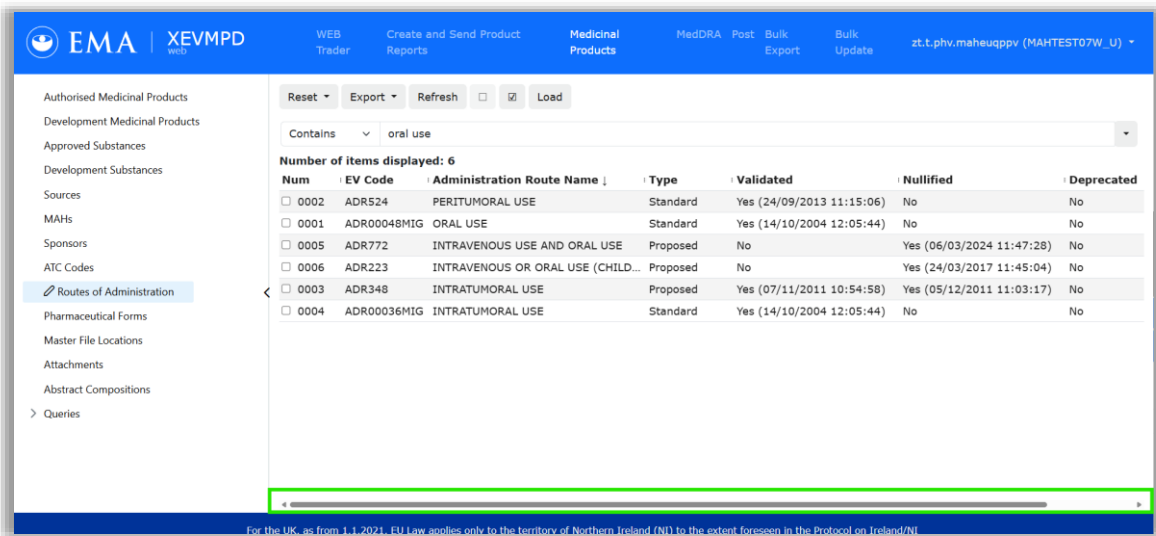 EMA | XEVMPD
web
WEB Trader
Create and Send Product Reports
Medicinal Products
MedDRA
Post
Bulk Export
Bulk Update
zt.t.phv.maheuqppv (MAHTEST07W_U)
Authorised Medicinal Products
Development Medicinal Products
Approved Substances
Development Substances
Sources
MAHs
Sponsors
ATC Codes
Routes of Administration
Pharmaceutical Forms
Master File Locations
Attachments
Abstract Compositions
Queries
Reset Export Refresh Load
Contains oral use
Number of items displayed: 6
Num EV Code Administration Route Name ↓ Type Validated Nullified Deprecated
0002 ADR524 PERITUMORAL USE Standard Yes (24/09/2013 11:15:06) No No
0001 ADR00048MIG ORAL USE Standard Yes (14/10/2004 12:05:44) No No
0005 ADR772 INTRAVENOUS USE AND ORAL USE Proposed No Yes (06/03/2024 11:47:28) No
0006 ADR223 INTRAVENOUS OR ORAL USE (CHILD... Proposed No Yes (24/03/2017 11:45:04) No
0003 ADR348 INTRATUMORAL USE Proposed Yes (07/11/2011 10:54:58) Yes (05/12/2011 11:03:17) No
0004 ADR00036MIG INTRATUMORAL USE Standard Yes (14/10/2004 12:05:44) No No
For the UK, as from 1.1.2021, EU Law applies only to the territory of Northern Ireland (NI) to the extent foreseen in the Protocol on Ireland/NI